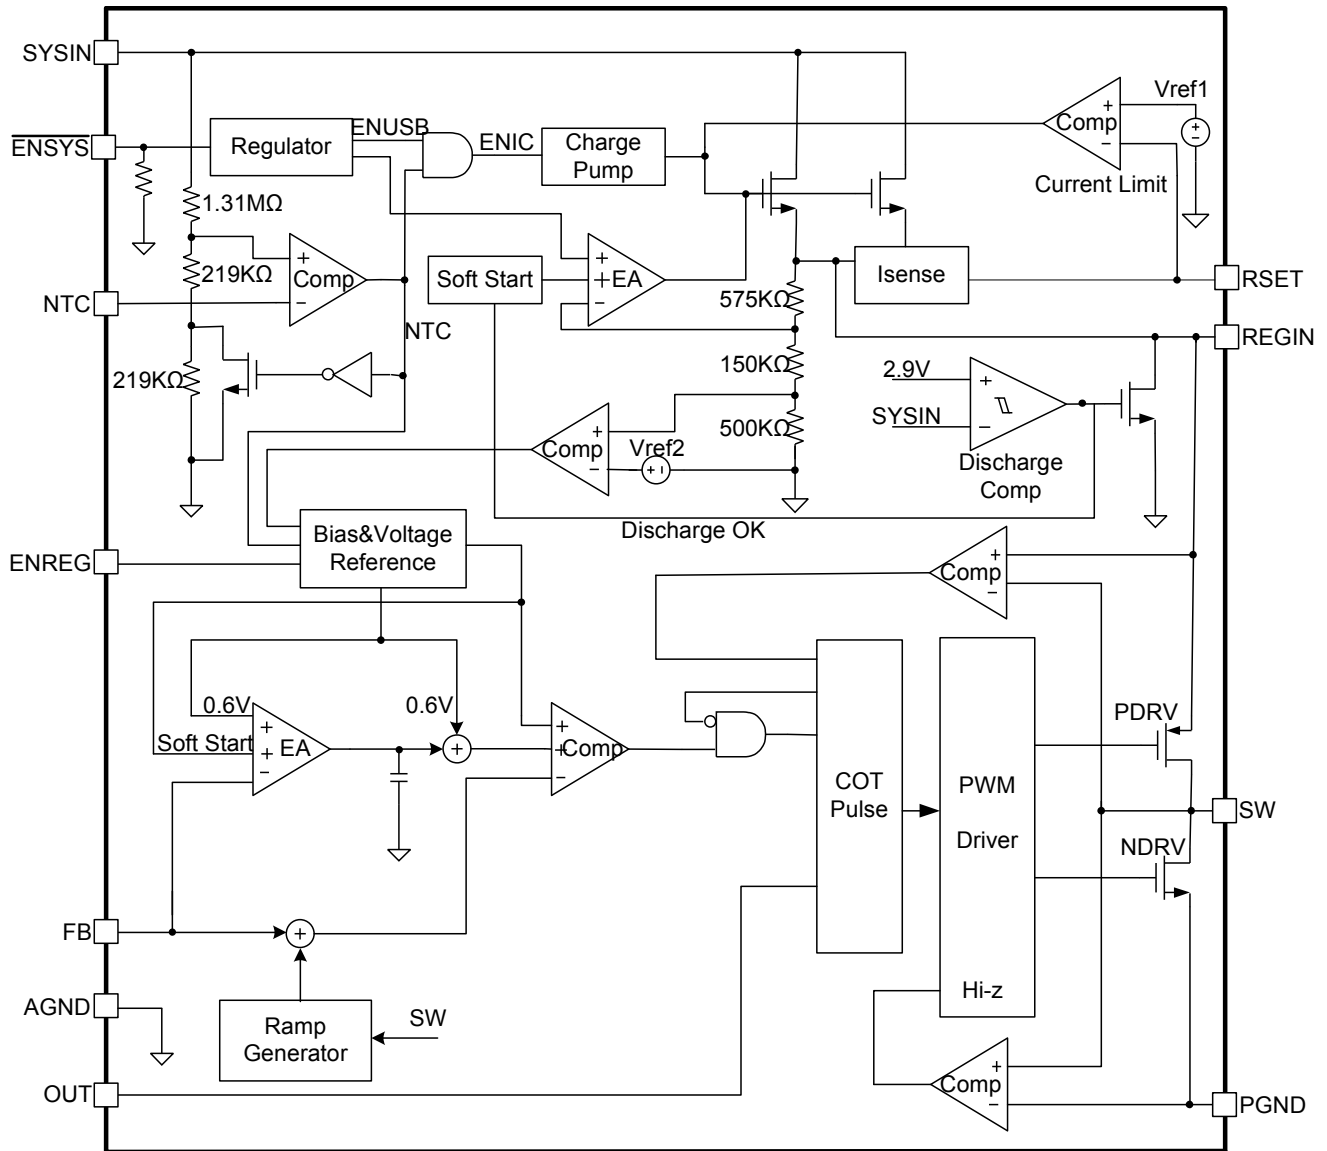 SYSIN
Vref1
+
Comp
−
Current Limit
ENSYS
Regulator
ENUSB
ENIC
Charge
Pump
1.31MΩ
219KΩ
+
Comp
−
NTC
NTC
219KΩ
Soft Start
+
+
EA
−
575KΩ
150KΩ
500KΩ
Isense
RSET
REGIN
2.9V
+
SYSIN
−
Discharge
Comp
+
Comp
−
Vref2
Discharge OK
ENREG
Bias&Voltage
Reference
+
Comp
−
0.6V
+
Soft Start
+
EA
−
0.6V
+
+
+
Comp
−
COT
Pulse
PWM
Driver
Hi-z
PDRV
SW
NDRV
FB
+
AGND
Ramp
Generator
SW
OUT
+
Comp
−
PGND